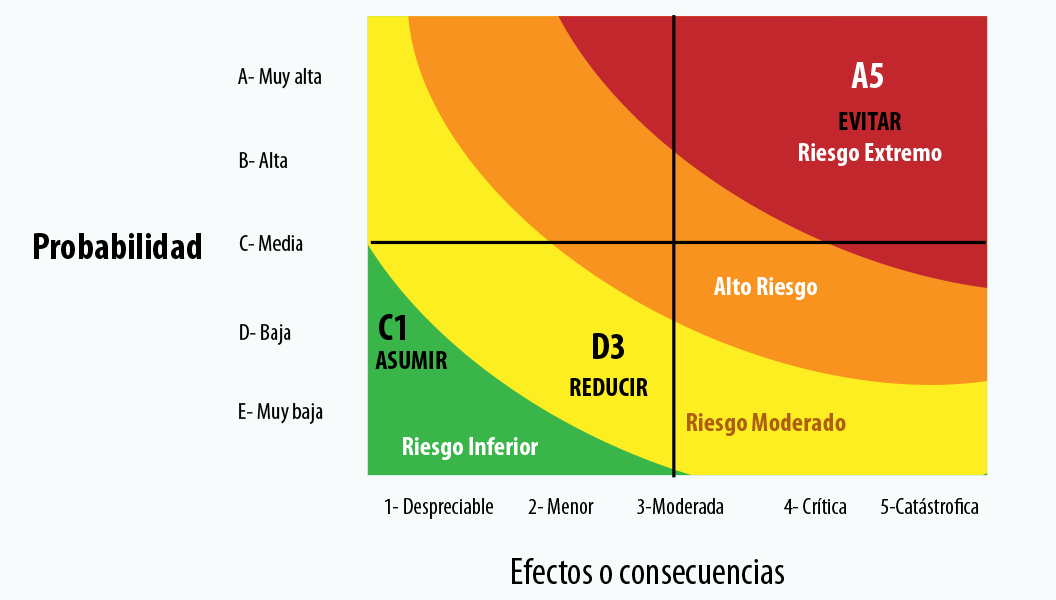 A- Muy alta
B- Alta
Probabilidad
C- Media
D- Baja
E- Muy baja
A5
EVITAR
Riesgo Extremo
Alto Riesgo
C1
ASUMIR
D3
REDUCIR
Riesgo Moderado
Riesgo Inferior
1- Despreciable
2- Menor
3-Moderada
4- Crítica
5-Catástrofica
Efectos o consecuencias